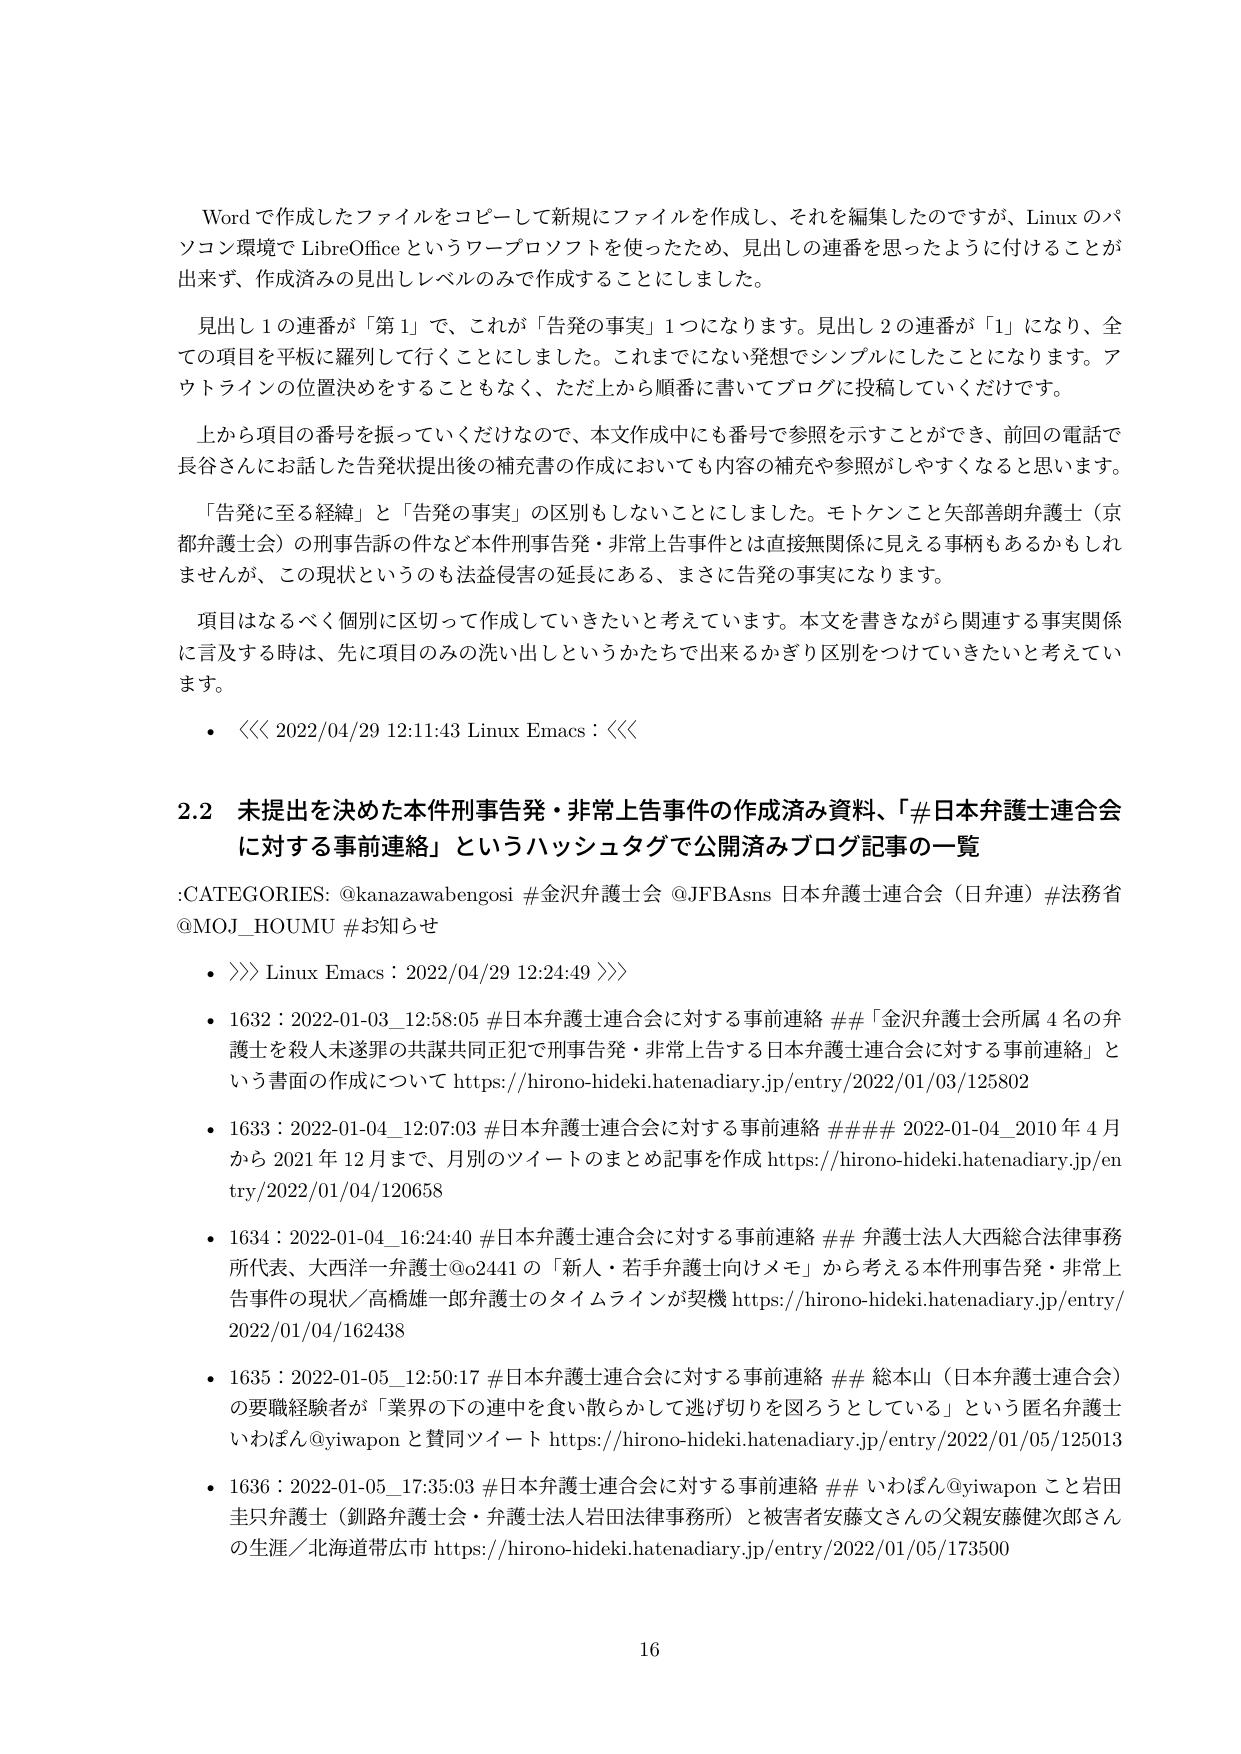 Word で作成したファイルをコピーして新規にファイルを作成し、それを編集したのですが、Linux のパ
ソコン環境で LibreOffice というワープロソフトを使ったため、見出しの連番を思ったように付けることが
出来ず、作成済みの見出しレベルのみで作成することにしました。
見出し 1 の連番が「第 1」で、これが「告発の事実」1 つになります。見出し 2 の連番が「1」になり、全
ての項目を平板に羅列して行くことにしました。これまでにない発想でシンプルにしたことになります。ア
ウトラインの位置決めをすることもなく、ただ上から順番に書いてブログに投稿していくだけです。
上から項目の番号を振っていくだけなので、本文作成中にも番号で参照を示すことができ、前回の電話で
長谷さんにお話した告発状提出後の補充書の作成においても内容の補充や参照がしやすくなると思います。
「告発に至る経緯」と「告発の事実」の区別もしないことにしました。モトケンこと矢部善朗弁護士（京
都弁護士会）の刑事告訴の件など本件刑事告発・非常上告事件とは直接無関係に見える事柄もあるかもしれ
ませんが、この現状というのも法益侵害の延長にある、まさに告発の事実になります。
項目はなるべく個別に区切って作成していきたいと考えています。本文を書きながら関連する事実関係
に言及する時は、先に項目のみの洗い出しというかたちで出来るかぎり区別をつけていきたいと考えてい
ます。
• 〈〈〈 2022/04/29 12:11:43 Linux Emacs：〈〈〈
2.2 未提出を決めた本件刑事告発・非常上告事件の作成済み資料、「#日本弁護士連合会
に対する事前連絡」というハッシュタグで公開済みブログ記事の一覧
:CATEGORIES: @kanazawabengosi #金沢弁護士会 @JFBAsns 日本弁護士連合会（日弁連）#法務省
@MOJ_HOUMU #お知らせ
• 〉〉〉 Linux Emacs：2022/04/29 12:24:49 〉〉〉
• 1632：2022-01-03_12:58:05 #日本弁護士連合会に対する事前連絡 ##「金沢弁護士会所属 4 名の弁
護士を殺人未遂罪の共謀共同正犯で刑事告発・非常上告する日本弁護士連合会に対する事前連絡」と
いう書面の作成について https://hirono-hideki.hatenadiary.jp/entry/2022/01/03/125802
• 1633：2022-01-04_12:07:03 #日本弁護士連合会に対する事前連絡 #### 2022-01-04_2010 年 4 月
から 2021 年 12 月まで、月別のツイートのまとめ記事を作成 https://hirono-hideki.hatenadiary.jp/en
try/2022/01/04/120658
• 1634：2022-01-04_16:24:40 #日本弁護士連合会に対する事前連絡 ## 弁護士法人大西総合法律事務
所代表、大西洋一弁護士@o2441 の「新人・若手弁護士向けメモ」から考える本件刑事告発・非常上
告事件の現状／高橋雄一郎弁護士のタイムラインが契機 https://hirono-hideki.hatenadiary.jp/entry/
2022/01/04/162438
• 1635：2022-01-05_12:50:17 #日本弁護士連合会に対する事前連絡 ## 総本山（日本弁護士連合会）
の要職経験者が「業界の下の連中を食い散らかして逃げ切りを図ろうとしている」という匿名弁護士
いわぽん@yiwapon と賛同ツイート https://hirono-hideki.hatenadiary.jp/entry/2022/01/05/125013
• 1636：2022-01-05_17:35:03 #日本弁護士連合会に対する事前連絡 ## いわぽん@yiwapon こと岩田
圭只弁護士（釧路弁護士会・弁護士法人岩田法律事務所）と被害者安藤文さんの父親安藤健次郎さん
の生涯／北海道帯広市 https://hirono-hideki.hatenadiary.jp/entry/2022/01/05/173500
16